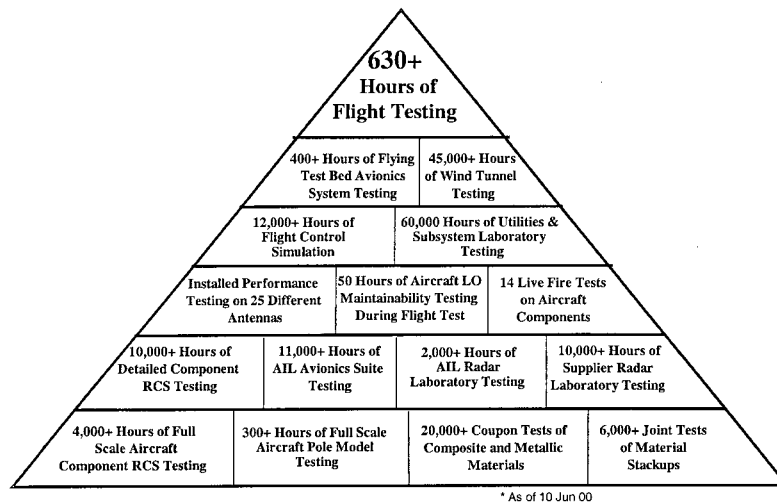 630+
Hours of
Flight Testing
400+ Hours of Flying
Test Bed Avionics
System Testing
45,000+ Hours
of Wind Tunnel
Testing
12,000+ Hours of
Flight Control
Simulation
60,000 Hours of Utilities &
Subsystem Laboratory
Testing
Installed Performance
Testing on 25 Different
Antennas
50 Hours of Aircraft LO
Maintainability Testing
During Flight Test
14 Live Fire Tests
on Aircraft
Components
10,000+ Hours of
Detailed Component
RCS Testing
11,000+ Hours of
AIL Avionics Suite
Testing
2,000+ Hours of
AIL Radar
Laboratory Testing
10,000+ Hours of
Supplier Radar
Laboratory Testing
4,000+ Hours of Full
Scale Aircraft
Component RCS Testing
300+ Hours of Full Scale
Aircraft Pole Model
Testing
20,000+ Coupon Tests of
Composite and Metallic
Materials
6,000+ Joint Tests
of Material
Stackups
* As of 10 Jun 00